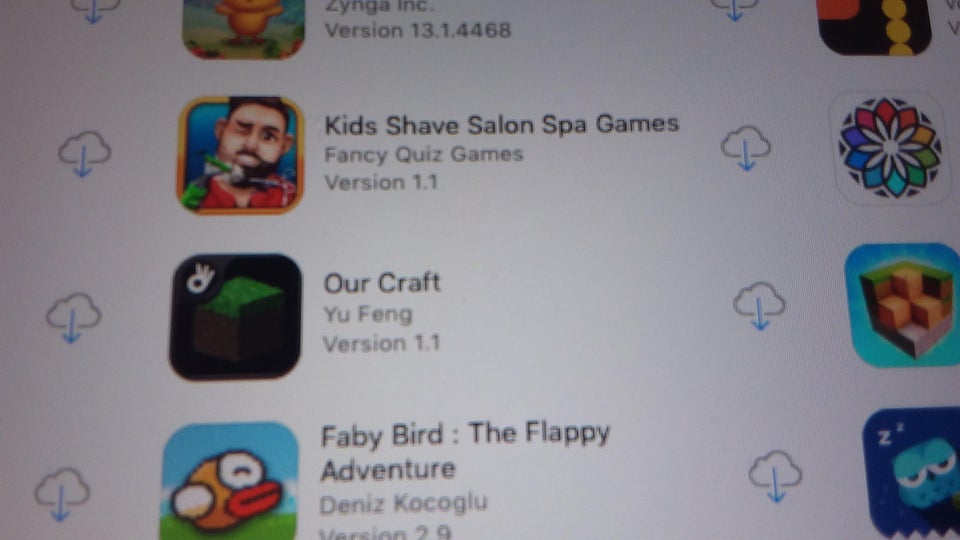 Zynga Inc.
Version 13.1.4468
Kids Shave Salon Spa Games
Fancy Quiz Games
Version 1.1
Our Craft
Yu Feng
Version 1.1
Faby Bird : The Flappy
Adventure
Deniz Kocoglu
Version 2.9
z z